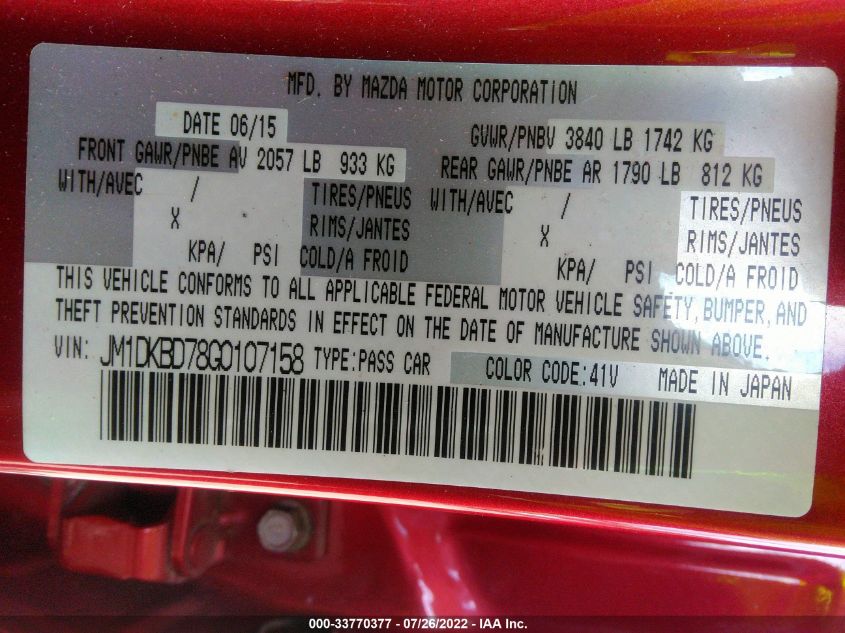 MFD. BY MAZDA MOTOR CORPORATION
DATE 06/15 GVWR/PNBV 3840 LB 1742 KG
FRONT GAWR/PNBE AV 2057 LB 933 KG REAR GAWR/PNBE AR 1790 LB 812 KG
WITH/AVEC / TIRES/PNEUS WITH/AVEC / TIRES/PNEUS
X RIMS/JANTES X RIMS/JANTES
KPA/ PSI COLD/A FROID KPA/ PSI COLD/A FROID
THIS VEHICLE CONFORMS TO ALL APPLICABLE FEDERAL MOTOR VEHICLE SAFETY, BUMPER, AND
THEFT PREVENTION STANDARDS IN EFFECT ON THE DATE OF MANUFACTURE SHOWN ABOVE.
VIN: JM1DKBD78G0107158 TYPE:PASS CAR COLOR CODE:41V MADE IN JAPAN
000-33770377 - 07/26/2022 - IAA Inc.